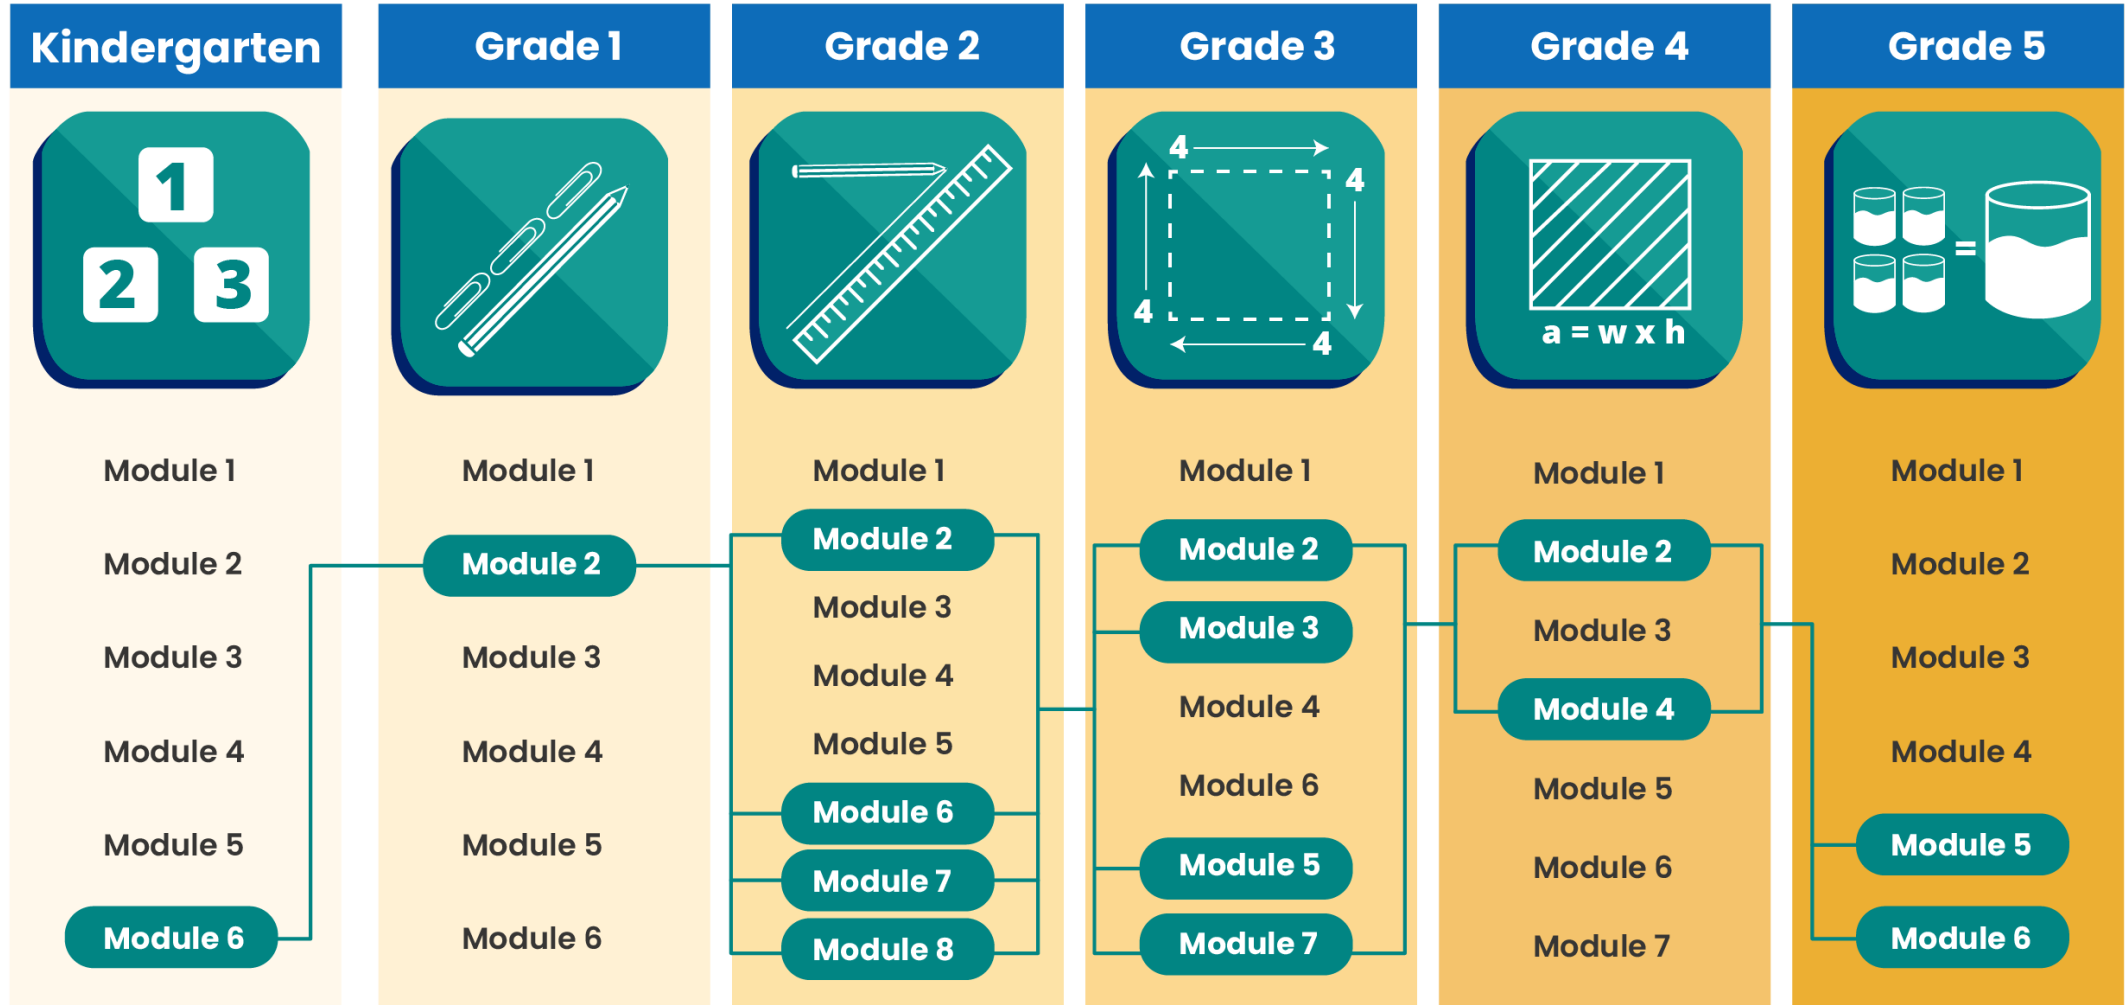 Kindergarten
1
2 3
Module 1
Module 2
Module 3
Module 4
Module 5
Module 6
Grade 1
Module 1
Module 2
Module 3
Module 4
Module 5
Module 6
Grade 2
Module 1
Module 2
Module 3
Module 4
Module 5
Module 6
Module 7
Module 8
Grade 3
4
4
4
4
Module 1
Module 2
Module 3
Module 4
Module 6
Module 5
Module 7
Grade 4
a = w x h
Module 1
Module 2
Module 3
Module 4
Module 5
Module 6
Module 7
Grade 5
=
Module 1
Module 2
Module 3
Module 4
Module 5
Module 6